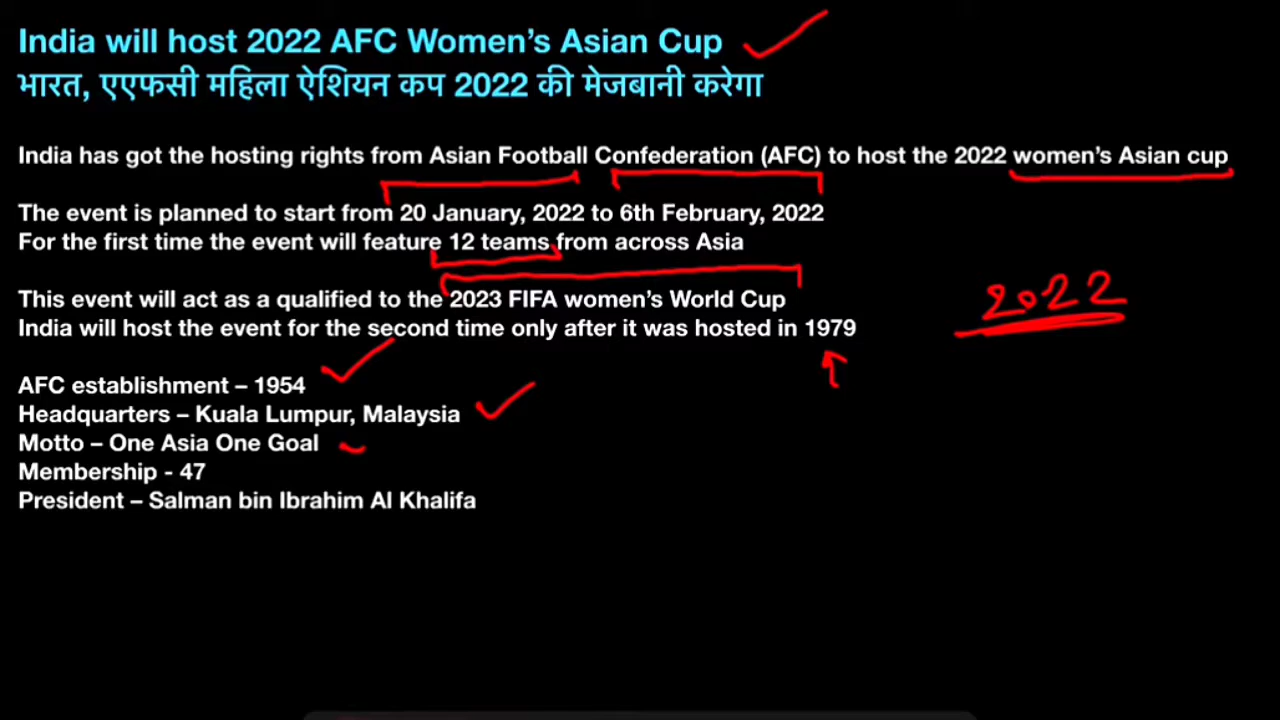 India will host 2022 AFC Women's Asian Cup
भारत, एएफसी महिला ऐशियन कप 2022 की मेजबानी करेगा
India has got the hosting rights from Asian Football Confederation (AFC) to host the 2022 women's Asian cup
The event is planned to start from 20 January, 2022 to 6th February, 2022
For the first time the event will feature 12 teams from across Asia
This event will act as a qualified to the 2023 FIFA women's World Cup
2022
India will host the event for the second time only after it was hosted in 1979
AFC establishment – 1954
Headquarters – Kuala Lumpur, Malaysia
Motto – One Asia One Goal
Membership - 47
President – Salman bin Ibrahim Al Khalifa